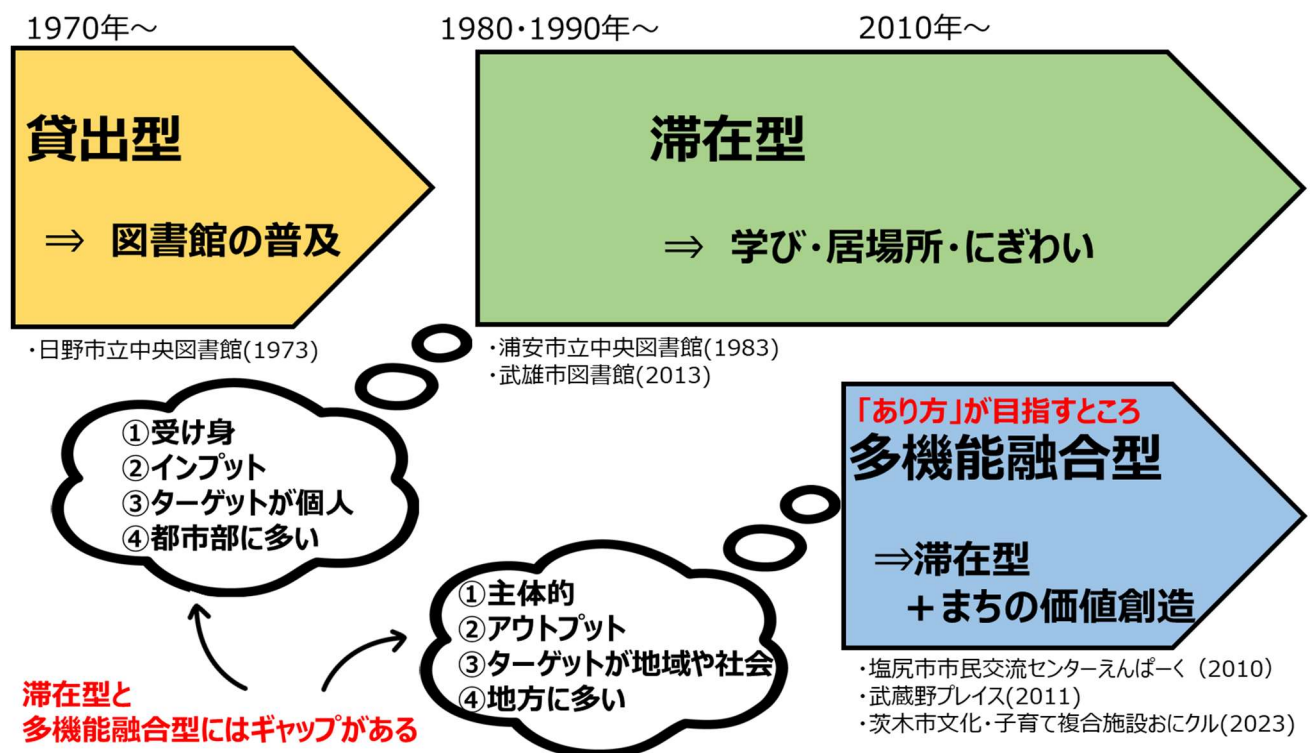 1970年～
1980・1990年～
2010年～
貸出型
⇒ 図書館の普及
滞在型
⇒ 学び・居場所・にぎわい
・日野市立中央図書館(1973)
・浦安市立中央図書館(1983)
・武雄市図書館(2013)
①受け身
②インプット
③ターゲットが個人
④都市部に多い
「あり方」が目指すところ
多機能融合型
⇒滞在型
＋まちの価値創造
①主体的
②アウトプット
③ターゲットが地域や社会
④地方に多い
・塩尻市市民交流センターえんぱーく（2010）
・武蔵野プレイス(2011)
・茨木市文化・子育て複合施設おにクル(2023)
滞在型と
多機能融合型にはギャップがある